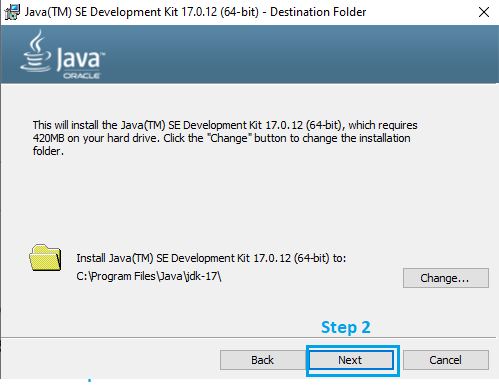 Java(TM) SE Development Kit 17.0.12 (64-bit) - Destination Folder
Java
ORACLE
This will install the Java(TM) SE Development Kit 17.0.12 (64-bit), which requires
420MB on your hard drive. Click the "Change" button to change the installation
folder.
Install Java(TM) SE Development Kit 17.0.12 (64-bit) to:
C:\Program Files\Java\jdk-17\
Change...
Step 2
Back Next Cancel